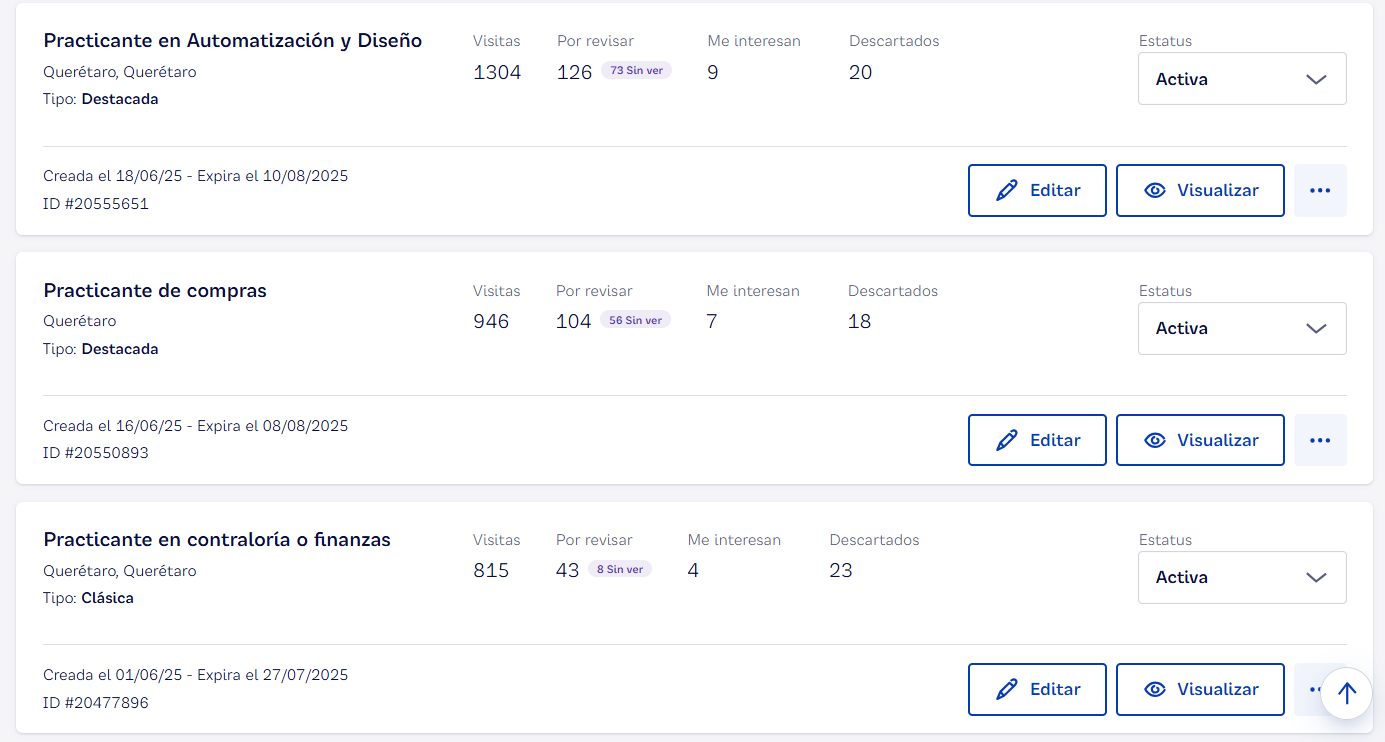 Practicante en Automatización y Diseño
Querétaro, Querétaro
Tipo: Destacada
Visitas
1304
Por revisar
126 73 Sin ver
Me interesan
9
Descartados
20
Estatus
Activa
Creada el 18/06/25 - Expira el 10/08/2025
ID #20555651
Editar
Visualizar
Practicante de compras
Querétaro
Tipo: Destacada
Visitas
946
Por revisar
104 56 Sin ver
Me interesan
7
Descartados
18
Estatus
Activa
Creada el 16/06/25 - Expira el 08/08/2025
ID #20550893
Editar
Visualizar
Practicante en contraloría o finanzas
Querétaro, Querétaro
Tipo: Clásica
Visitas
815
Por revisar
43 8 Sin ver
Me interesan
4
Descartados
23
Estatus
Activa
Creada el 01/06/25 - Expira el 27/07/2025
ID #20477896
Editar
Visualizar